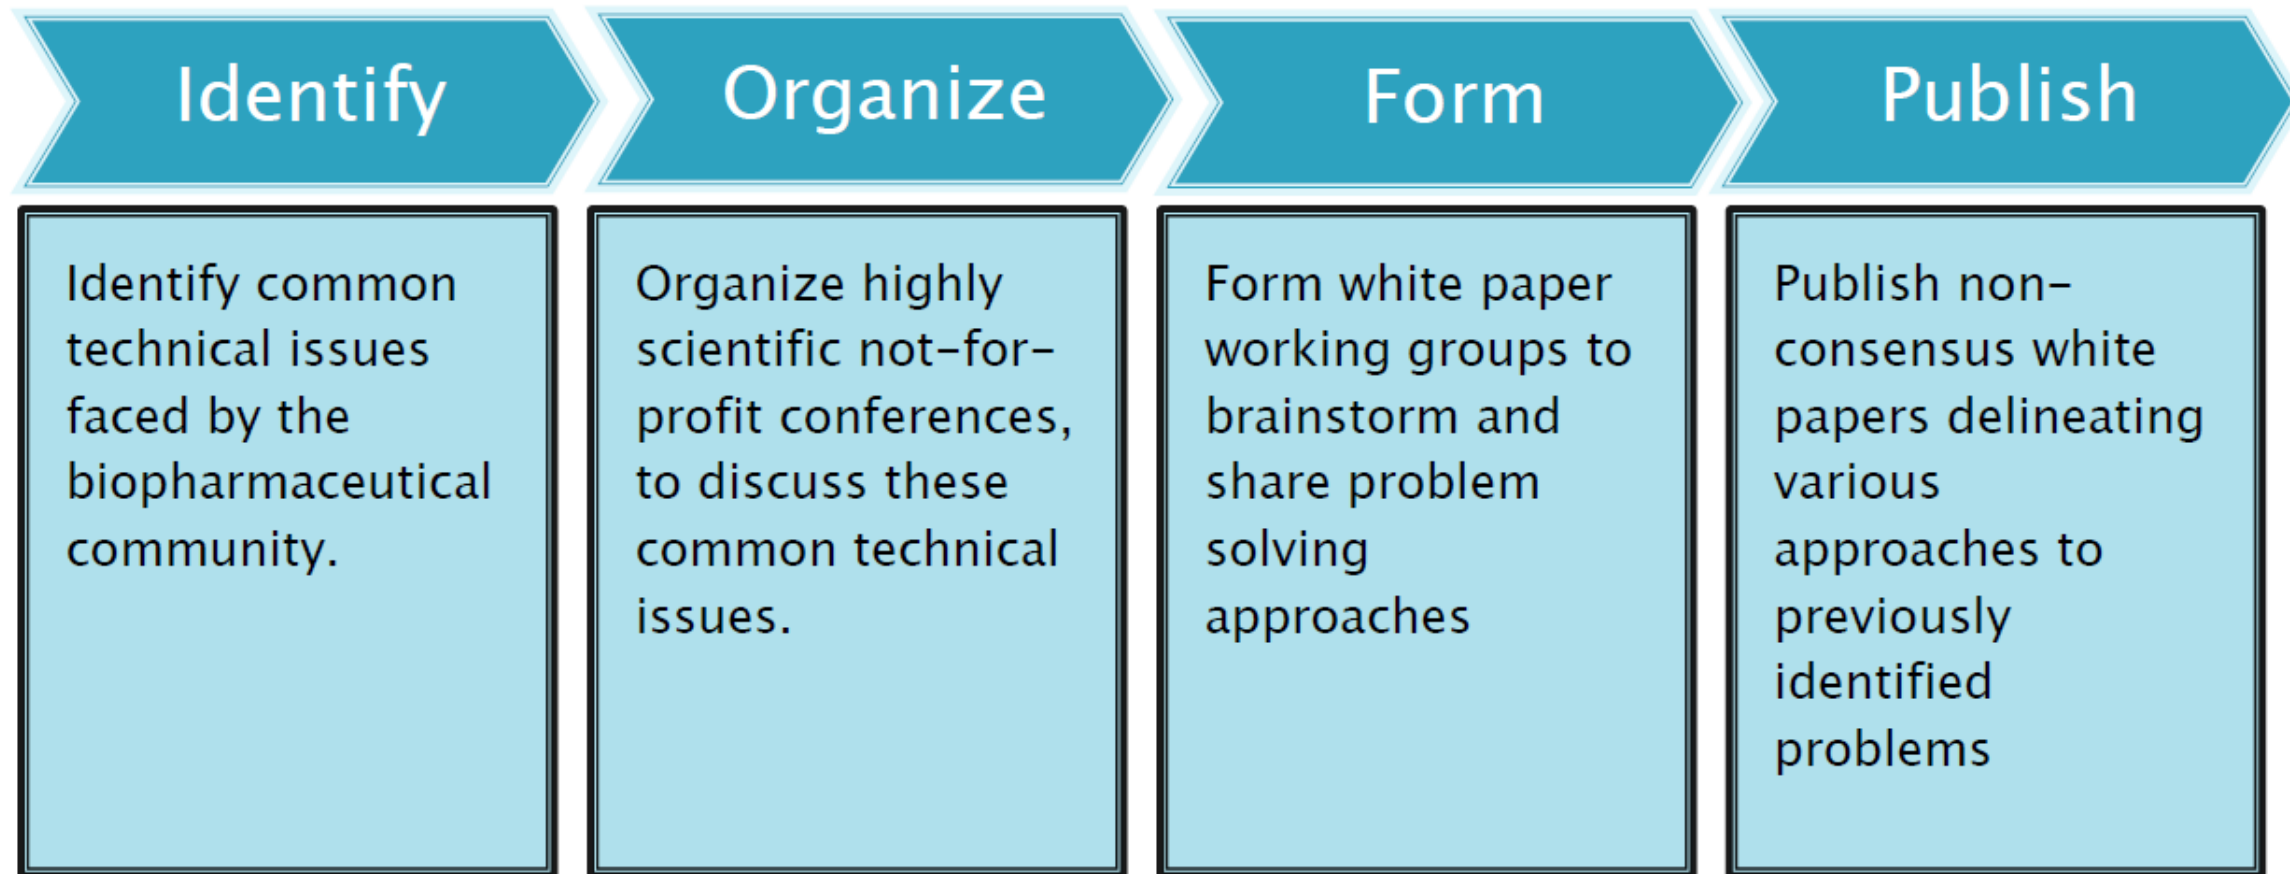 Identify
Organize
Form
Publish
Identify common
technical issues
faced by the
biopharmaceutical
community.
Organize highly
scientific not-for-
profit conferences,
to discuss these
common technical
issues.
Form white paper
working groups to
brainstorm and
share problem
solving
approaches
Publish non-
consensus white
papers delineating
various
approaches to
previously
identified
problems